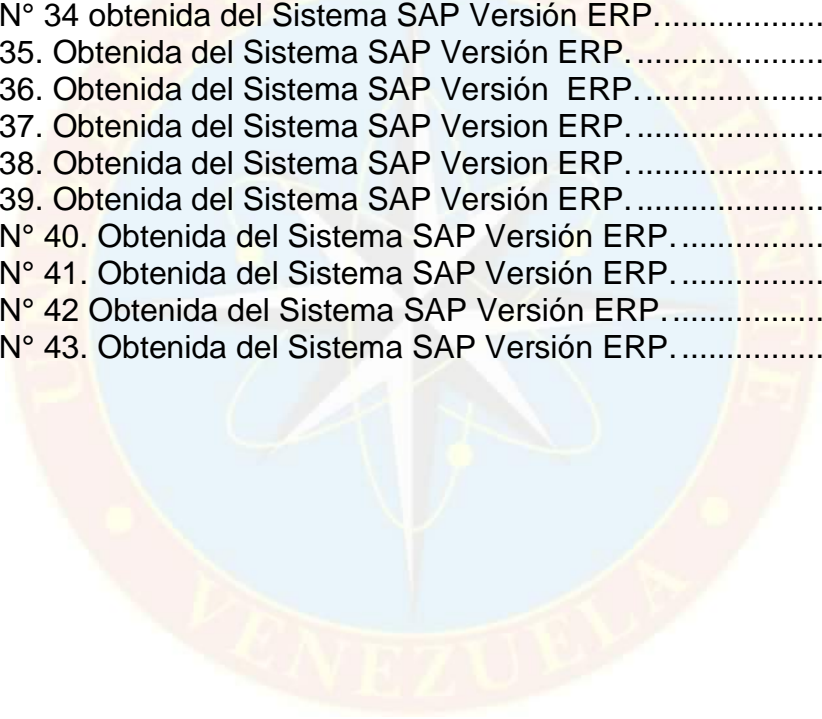 N° 34 obtenida del Sistema SAP Versión ERP...................
35. Obtenida del Sistema SAP Versión ERP. ......................
36. Obtenida del Sistema SAP Versión  ERP. .....................
37. Obtenida del Sistema SAP Version ERP. ......................
38. Obtenida del Sistema SAP Version ERP. ......................
39. Obtenida del Sistema SAP Versión ERP. ......................
N° 40. Obtenida del Sistema SAP Versión ERP. .................
N° 41. Obtenida del Sistema SAP Versión ERP. .................
N° 42 Obtenida del Sistema SAP Versión ERP. ..................
N° 43. Obtenida del Sistema SAP Versión ERP. .................
ORIENTE
VENEZUELA